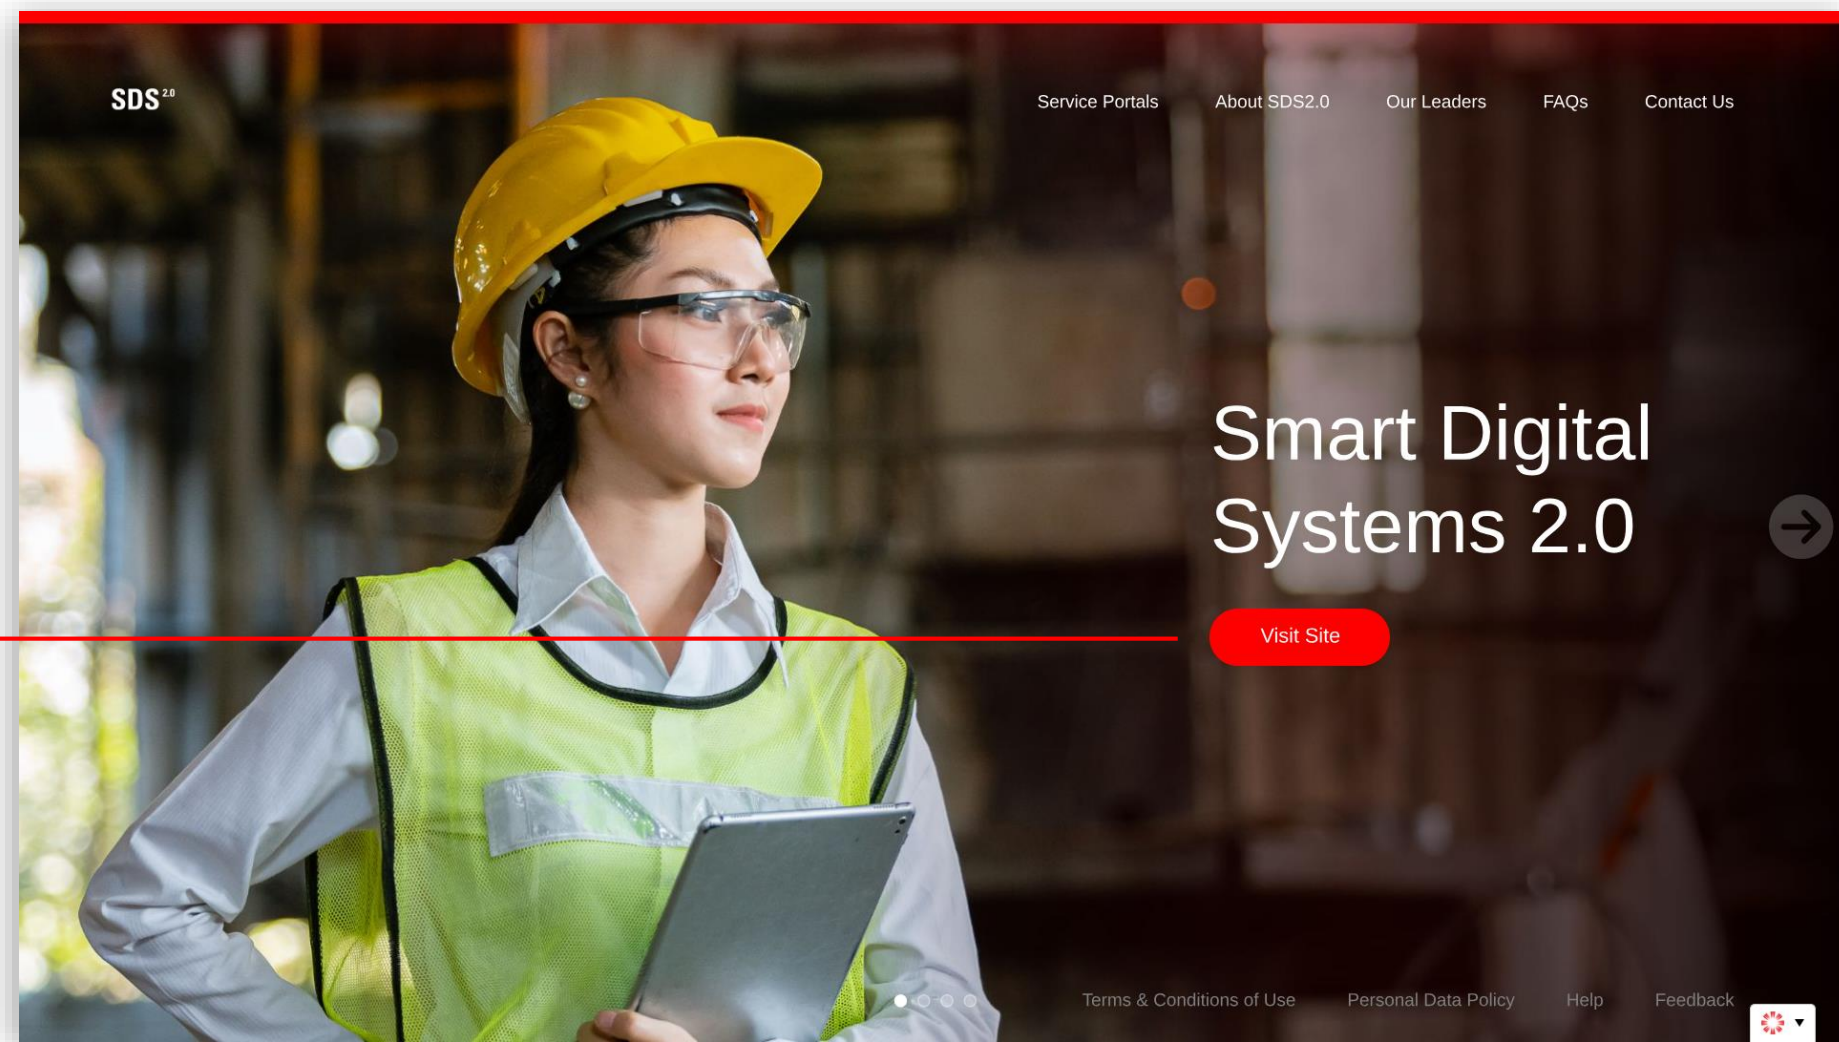 SDS 2.0
Service Portals About SDS2.0 Our Leaders FAQs Contact Us
Smart Digital
Systems 2.0
Visit Site
Terms & Conditions of Use Personal Data Policy Help Feedback